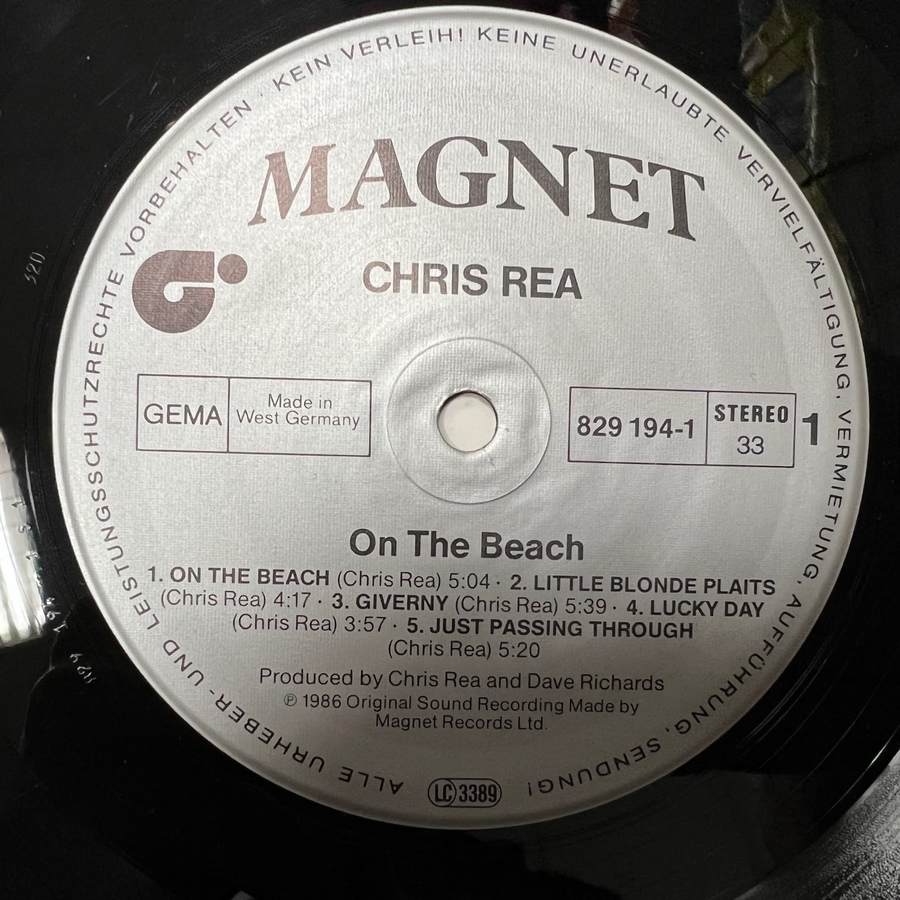 ALLE URHEBER- UND LEISTUNGSSCHUTZRECHTE VORBEHALTEN · KEIN VERLEIH! KEINE UNERLAUBTE VERVIELFÄLTIGUNG, VERMIETUNG, AUFFÜHRUNG, SENDUNG!
MAGNET
CHRIS REA
GEMA
Made in
West Germany
829 194-1
STEREO
33
1
On The Beach
1. ON THE BEACH (Chris Rea) 5:04 · 2. LITTLE BLONDE PLAITS
(Chris Rea) 4:17 · 3. GIVERNY (Chris Rea) 5:39 · 4. LUCKY DAY
(Chris Rea) 3:57 · 5. JUST PASSING THROUGH
(Chris Rea) 5:20
Produced by Chris Rea and Dave Richards
℗ 1986 Original Sound Recording Made by
Magnet Records Ltd.
LC 3389